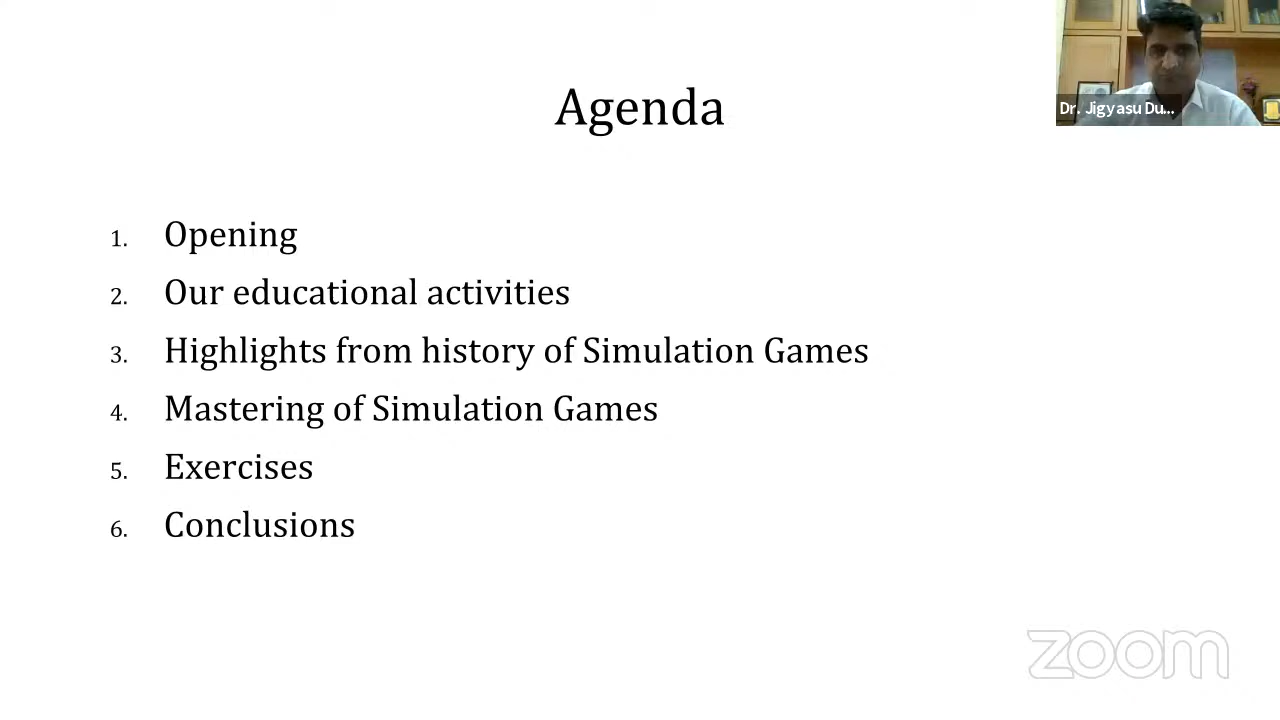 Agenda
Dr. Jigyasu Du...
1. Opening
2. Our educational activities
3. Highlights from history of Simulation Games
4. Mastering of Simulation Games
5. Exercises
6. Conclusions
zoom